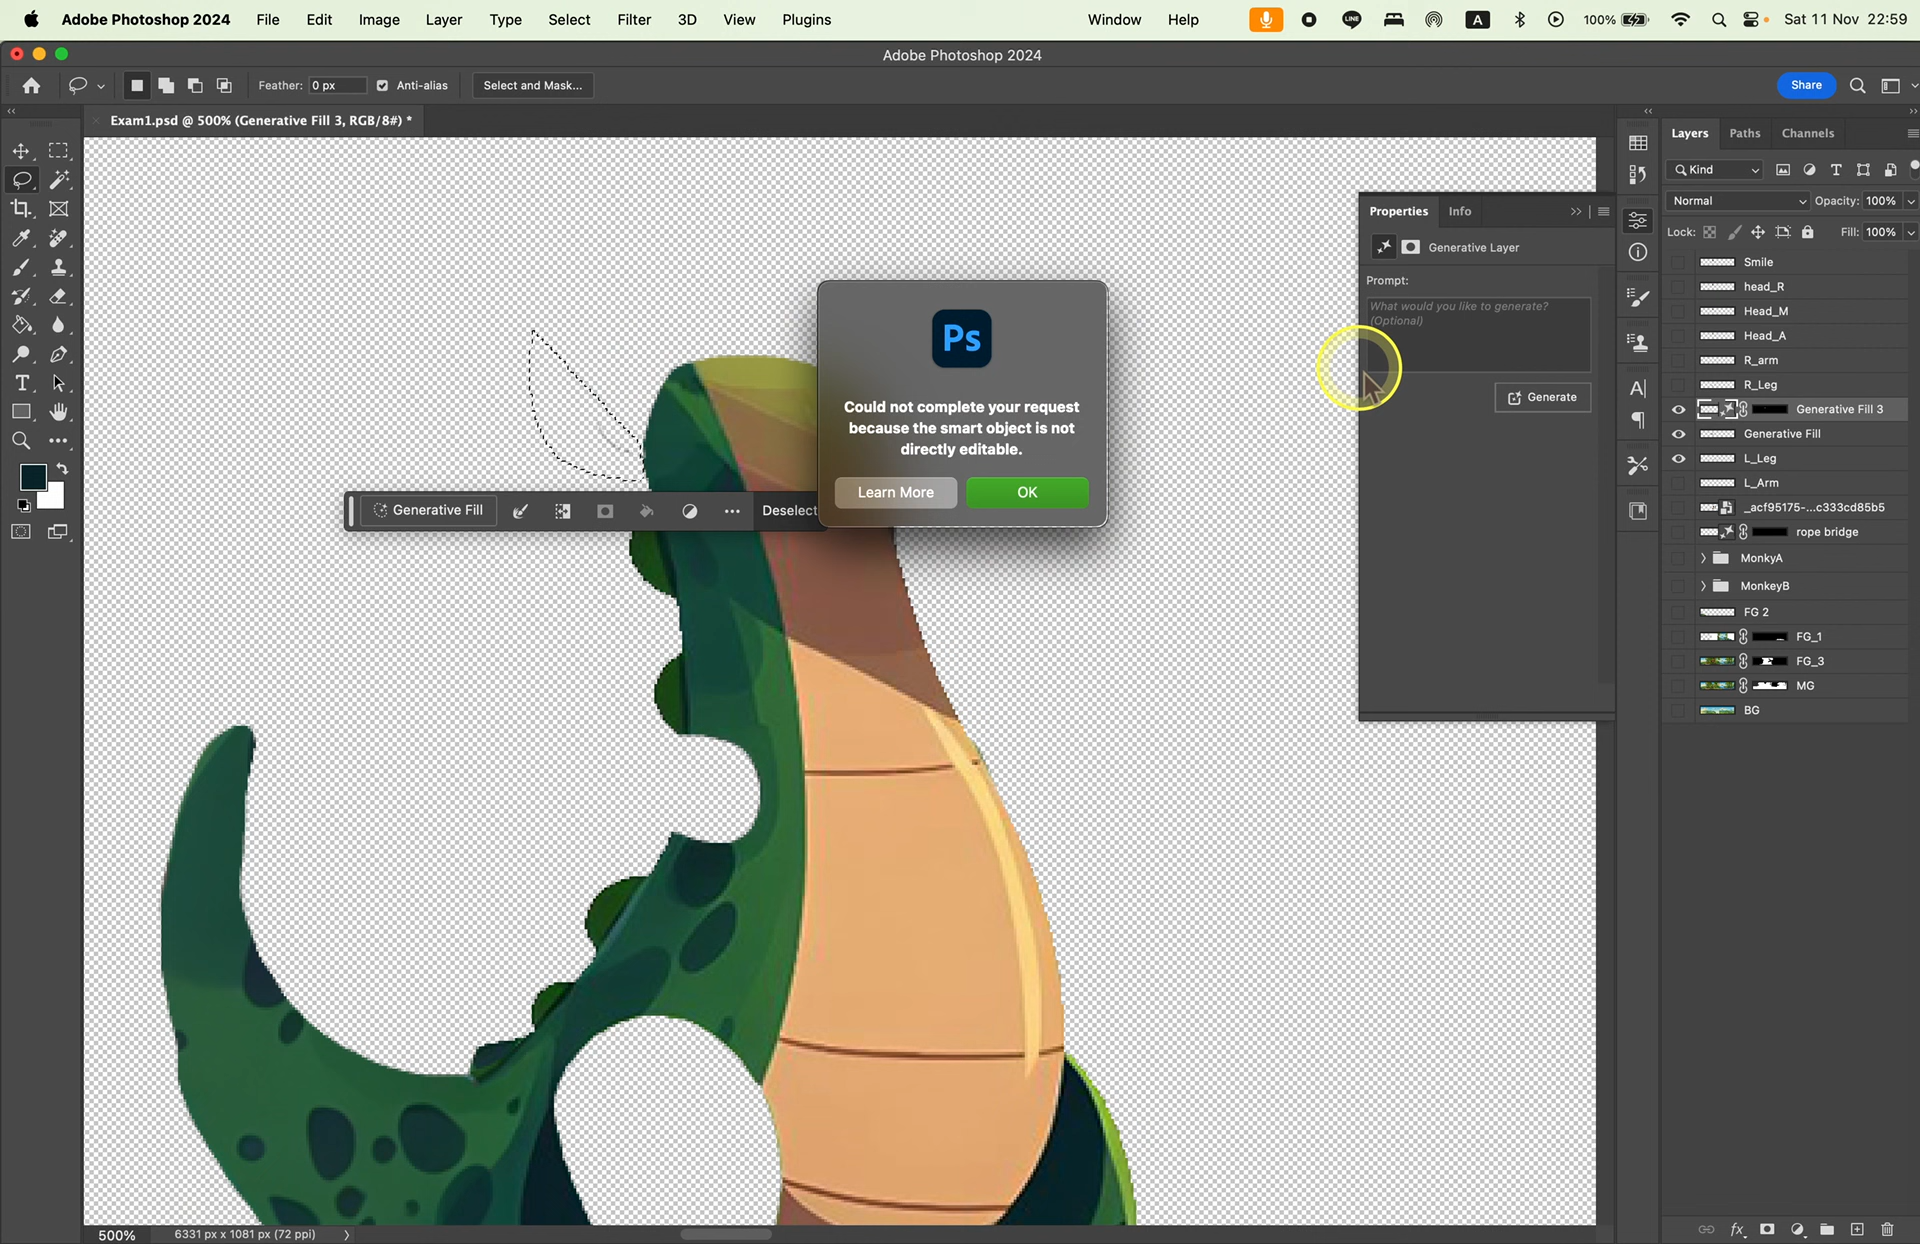 Adobe Photoshop 2024 File Edit Image Layer Type Select Filter 3D View Plugins Window Help LINE A 100% Sat 11 Nov 22:59
Adobe Photoshop 2024
Feather: 0 px Anti-alias Select and Mask... Share
Exam1.psd @ 500% (Generative Fill 3, RGB/8#) *
Layers Paths Channels
Kind
Normal Opacity: 100%
Lock: Fill: 100%
Smile
head_R
Head_M
Head_A
R_arm
R_Leg
Generative Fill 3
Generative Fill
L_Leg
L_Arm
_acf95175-...c333cd85b5
rope bridge
MonkyA
MonkeyB
FG 2
FG_1
FG_3
MG
BG
Properties Info
Generative Layer
Prompt:
What would you like to generate?
(Optional)
Generate
Ps
Could not complete your request
because the smart object is not
directly editable.
Learn More OK
Generative Fill Deselect
500% 6331 px x 1081 px (72 ppi)